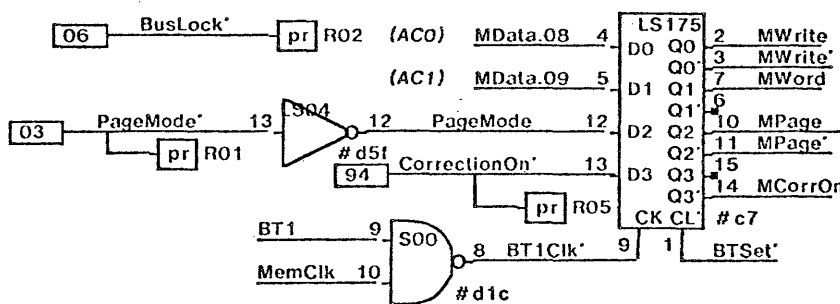 06 BusLock' pr R02 (AC0) MData.08 4 D0 LS175 Q0 2 MWrite
Q0' 3 MWrite'
(AC1) MData.09 5 D1 Q1 7 MWord
Q1' 6
03 PageMode' 13 LS04 12 PageMode 12 D2 Q2 10 MPage
pr R01 #d5f Q2' 11 MPage'
94 CorrectionOn' 13 D3 Q3 15
Q3' 14 MCorrOn
pr R05 CK CL' #c7
BT1 9 S00 8 BT1Clk' 9 1 BTSet'
MemClk 10
#d1c